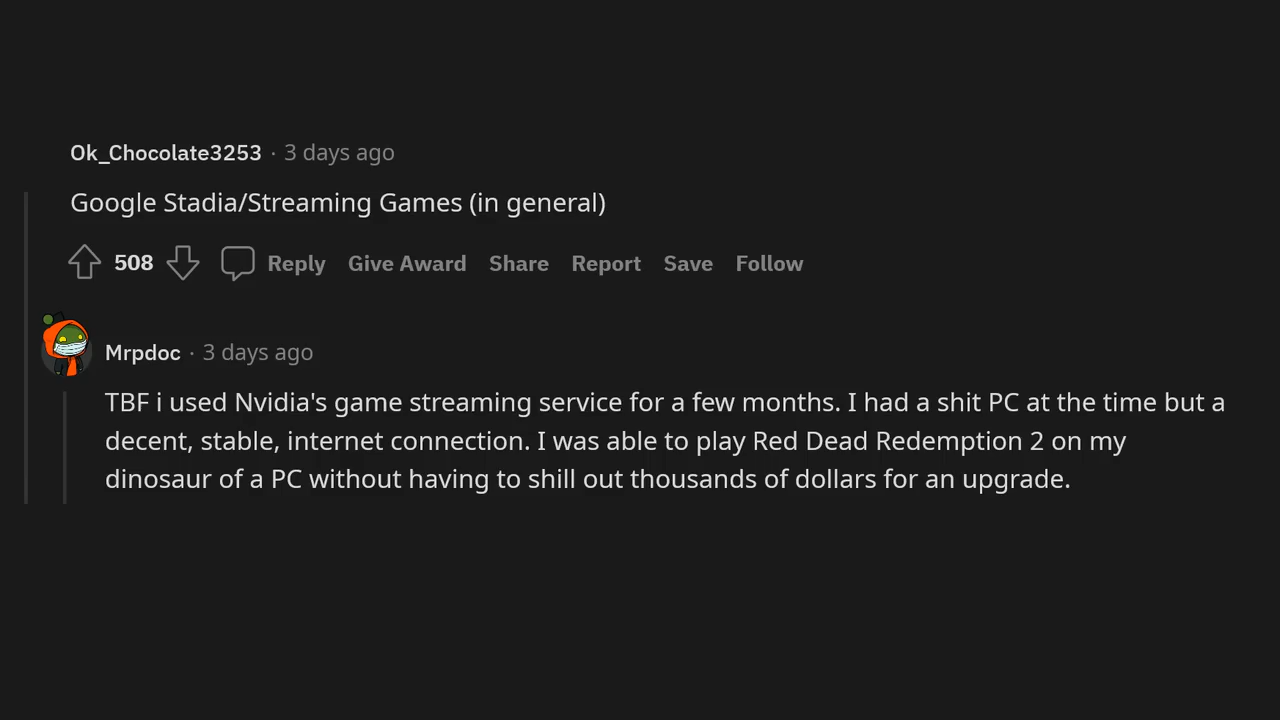 Ok_Chocolate3253 · 3 days ago
Google Stadia/Streaming Games (in general)
508 Reply Give Award Share Report Save Follow
Mrpdoc · 3 days ago
TBF i used Nvidia's game streaming service for a few months. I had a shit PC at the time but a
decent, stable, internet connection. I was able to play Red Dead Redemption 2 on my
dinosaur of a PC without having to shill out thousands of dollars for an upgrade.